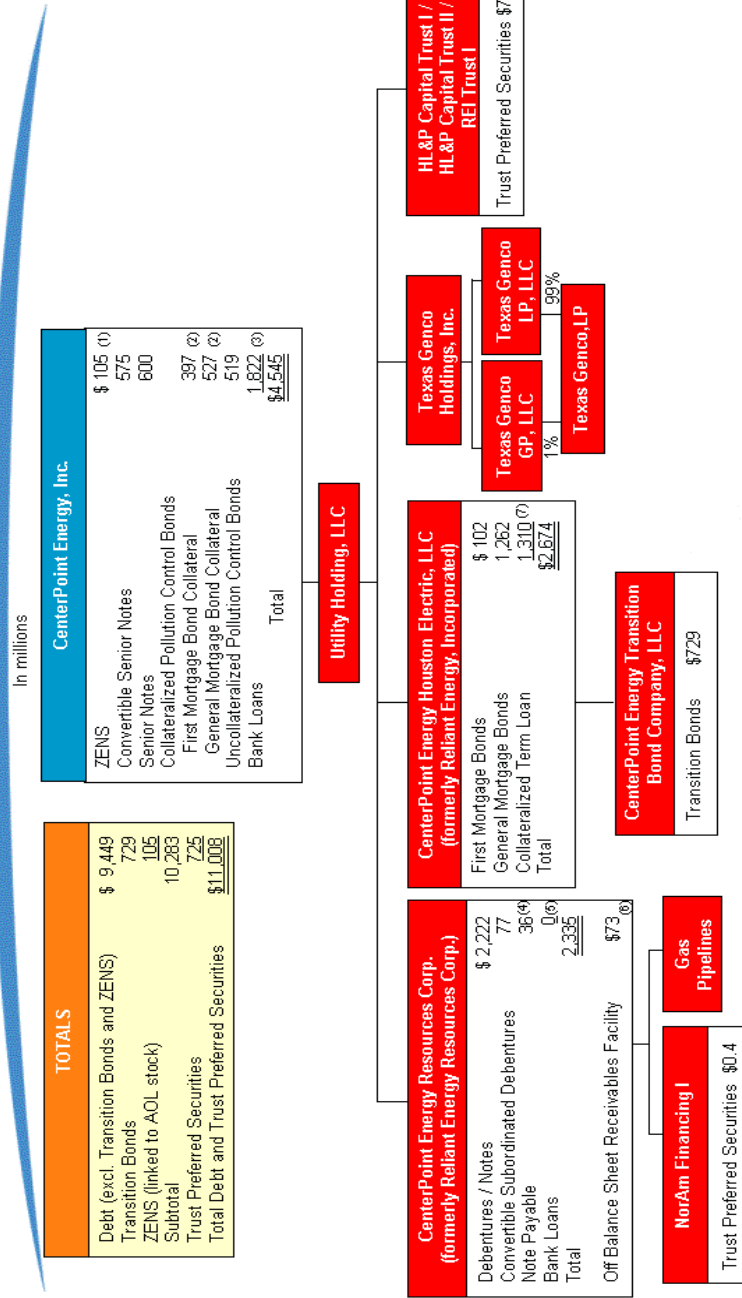 In millions
TOTALS
Debt (excl. Transition Bonds and ZENS) $ 9,449
Transition Bonds 729
ZENS (linked to AOL stock) 105
Subtotal 10,283
Trust Preferred Securities 725
Total Debt and Trust Preferred Securities $11,008
CenterPoint Energy, Inc.
ZENS $ 105 (1)
Convertible Senior Notes 575
Senior Notes 600
Collateralized Pollution Control Bonds
First Mortgage Bond Collateral 397 (2)
General Mortgage Bond Collateral 527 (2)
Uncollateralized Pollution Control Bonds 519
Bank Loans 1,822 (3)
Total $4,545
Utility Holding, LLC
CenterPoint Energy Resources Corp.
(formerly Reliant Energy Resources Corp.)
Debentures / Notes $ 2,222
Convertible Subordinated Debentures 77
Note Payable 36(4)
Bank Loans 0(5)
Total 2,335
Off Balance Sheet Receivables Facility $73 (6)
NorAm Financing I
Trust Preferred Securities $0.4
Gas
Pipelines
CenterPoint Energy Houston Electric, LLC
(formerly Reliant Energy, Incorporated)
First Mortgage Bonds $ 102
General Mortgage Bonds 1,262
Collateralized Term Loan 1,310 (7)
Total $2,674
CenterPoint Energy Transition
Bond Company, LLC
Transition Bonds $729
Texas Genco
Holdings, Inc.
Texas Genco
GP, LLC
Texas Genco
LP, LLC
1%
99%
Texas Genco,LP
HL&P Capital Trust I /
HL&P Capital Trust II /
REI Trust I
Trust Preferred Securities $7